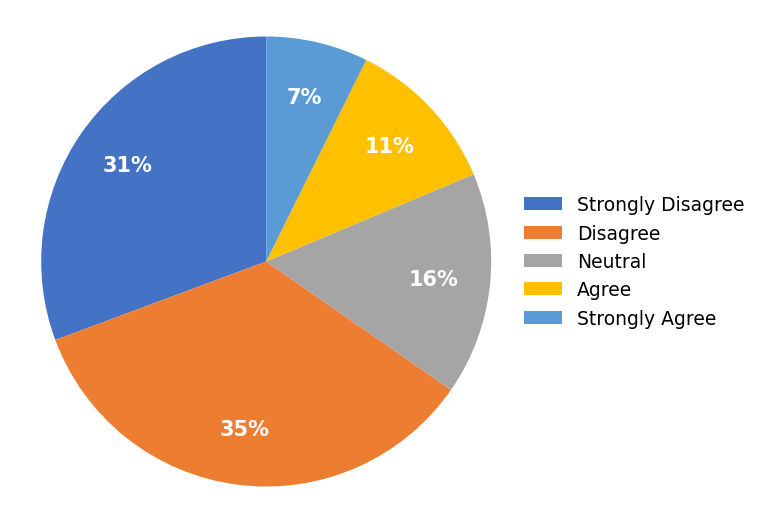 7%
11%
31%
16%
35%
Strongly Disagree
Disagree
Neutral
Agree
Strongly Agree